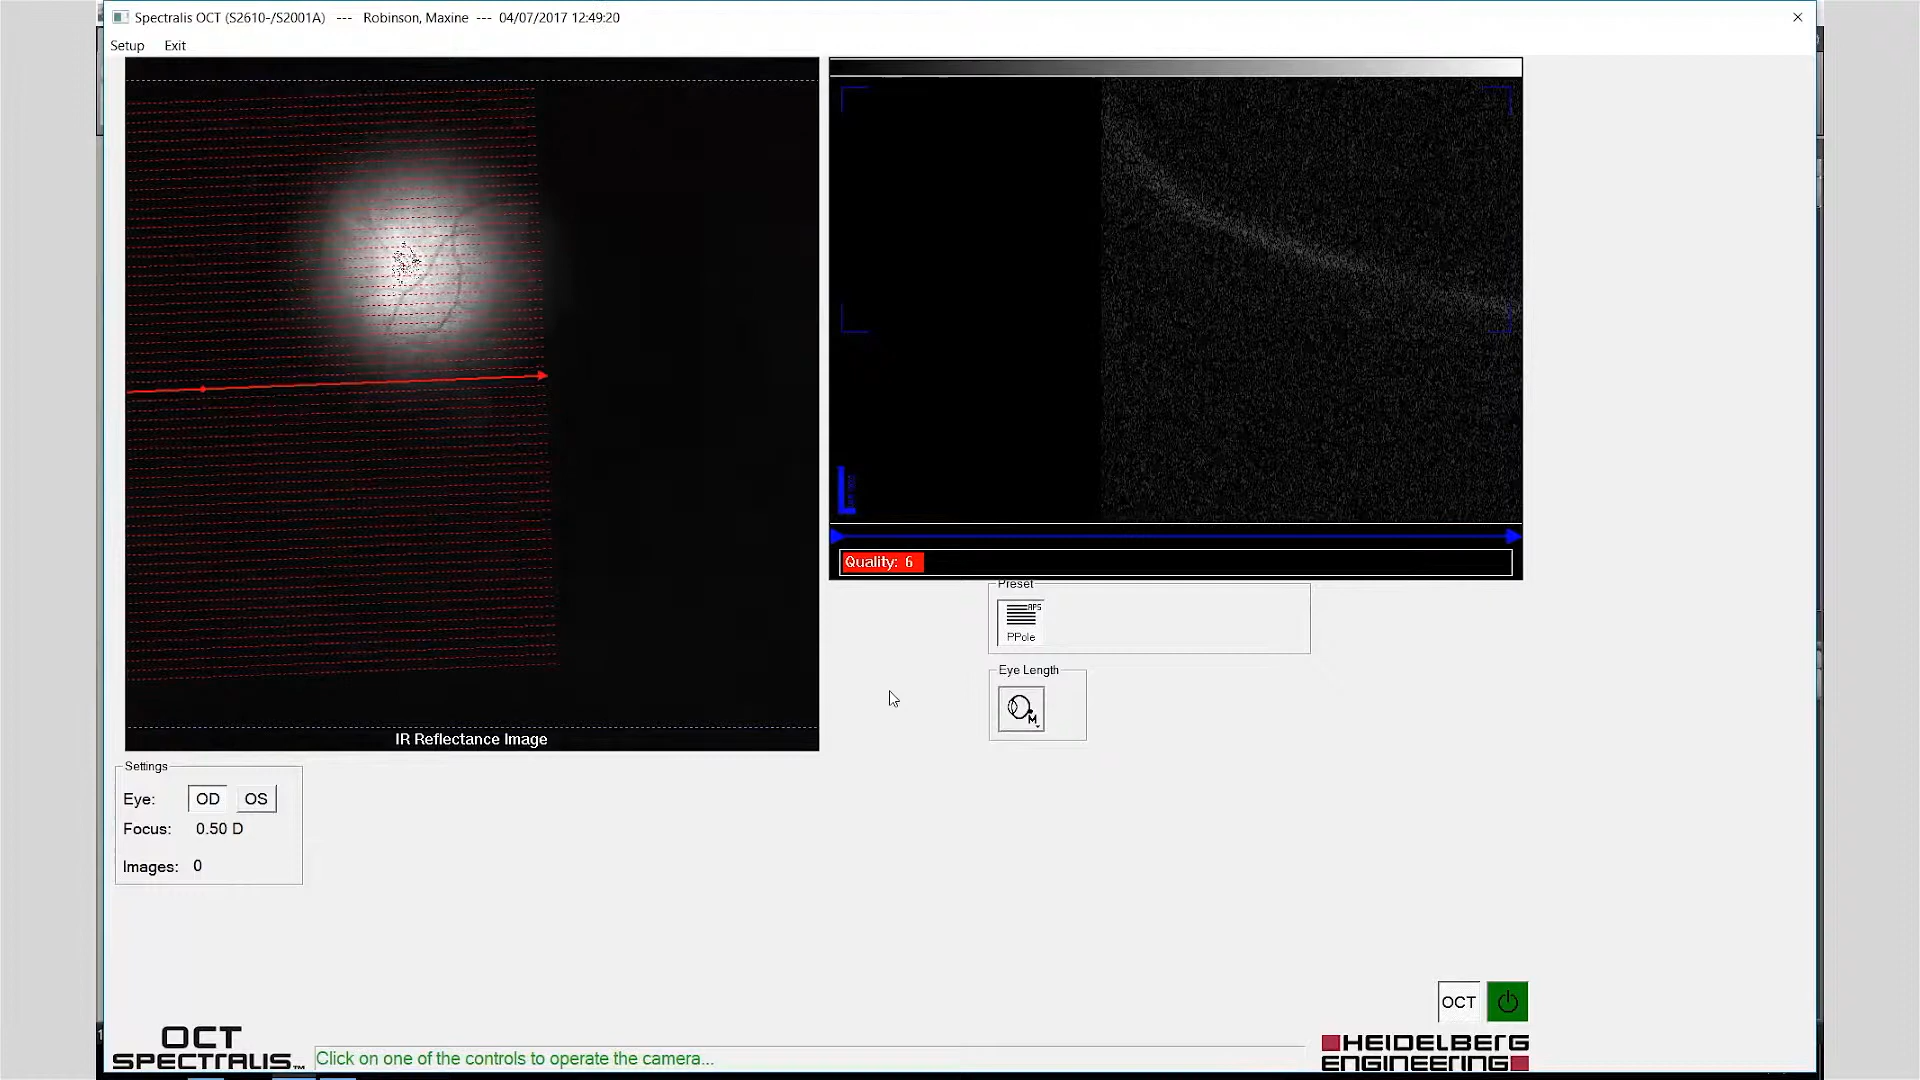 Spectralis OCT (S2610-/S2001A) --- Robinson, Maxine --- 04/07/2017 12:49:20
Setup Exit
Quality: 6
Preset
APS
PPole
Eye Length
M
IR Reflectance Image
Settings
Eye: OD OS
Focus: 0.50 D
Images: 0
OCT
OCT
SPECTRALIS™
Click on one of the controls to operate the camera...
HEIDELBERG
ENGINEERING